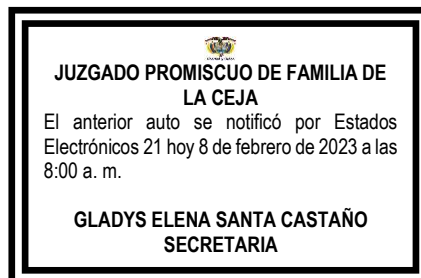 JUZGADO PROMISCUO DE FAMILIA DE
LA CEJA
El anterior auto se notificó por Estados
Electrónicos 21 hoy 8 de febrero de 2023 a las
8:00 a. m.
GLADYS ELENA SANTA CASTAÑO
SECRETARIA